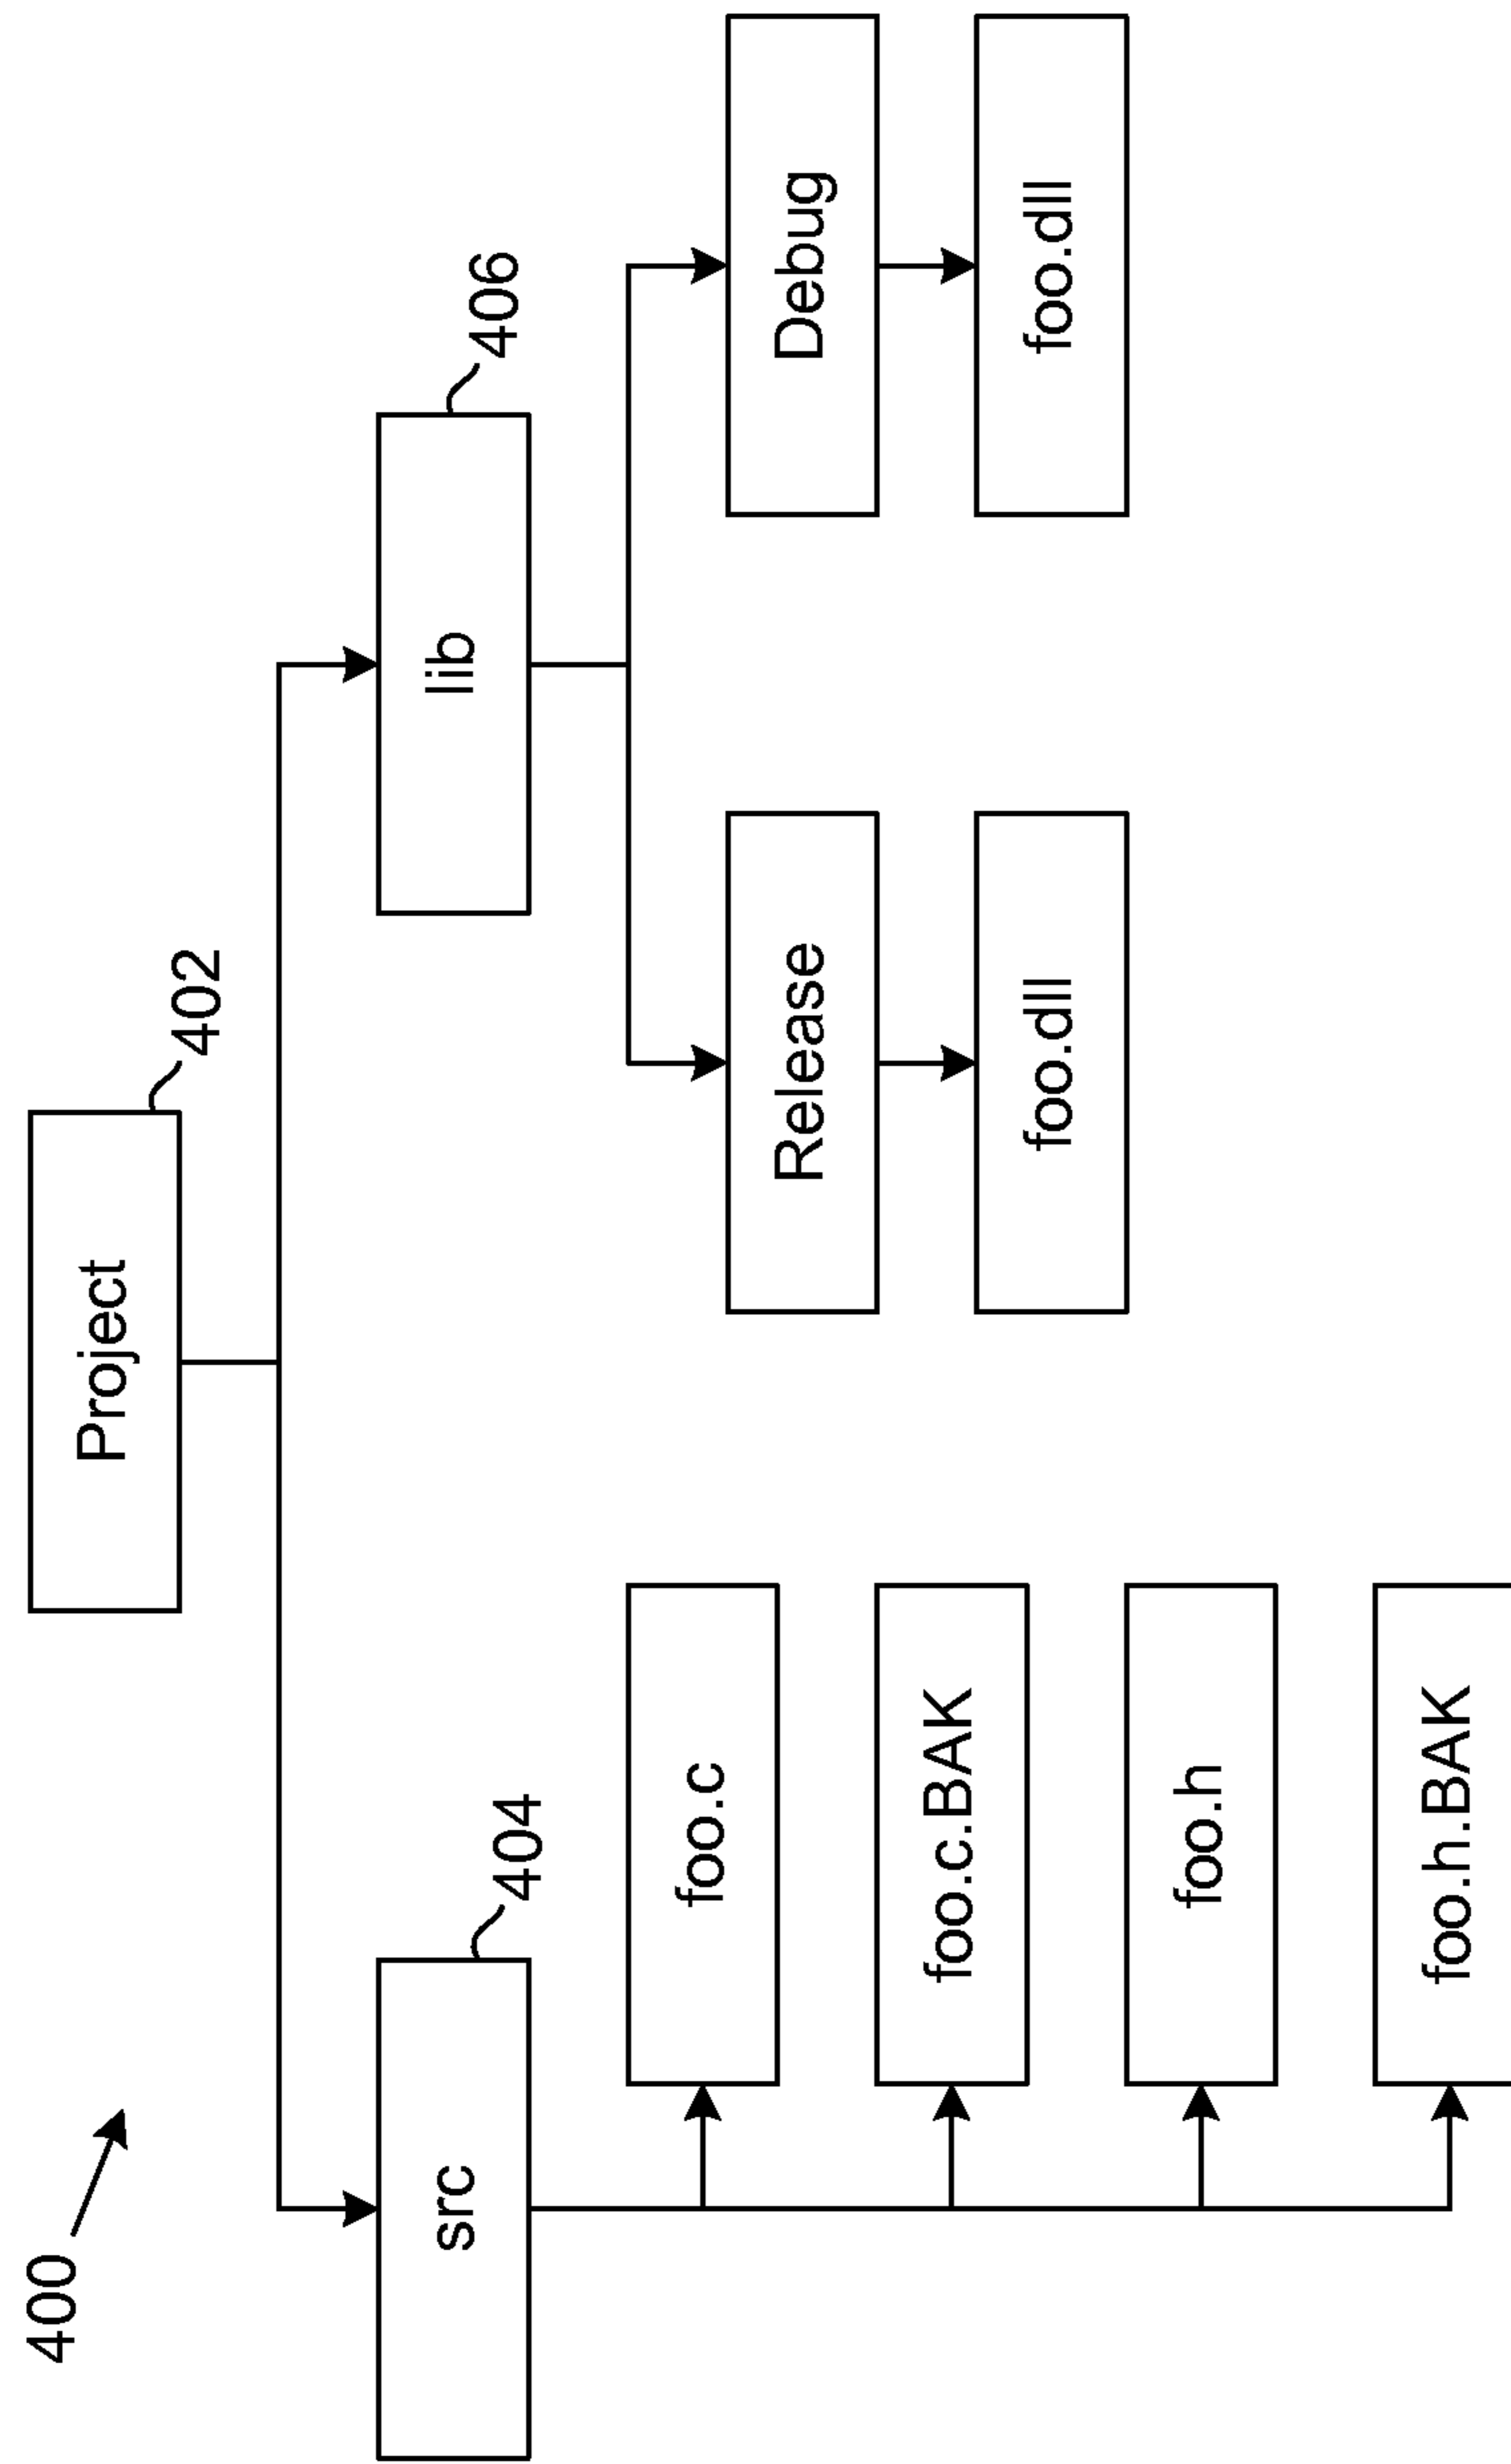 400
Project
402
src
404
lib
406
foo.c
foo.c.BAK
foo.h
foo.h.BAK
Release
foo.dll
Debug
foo.dll